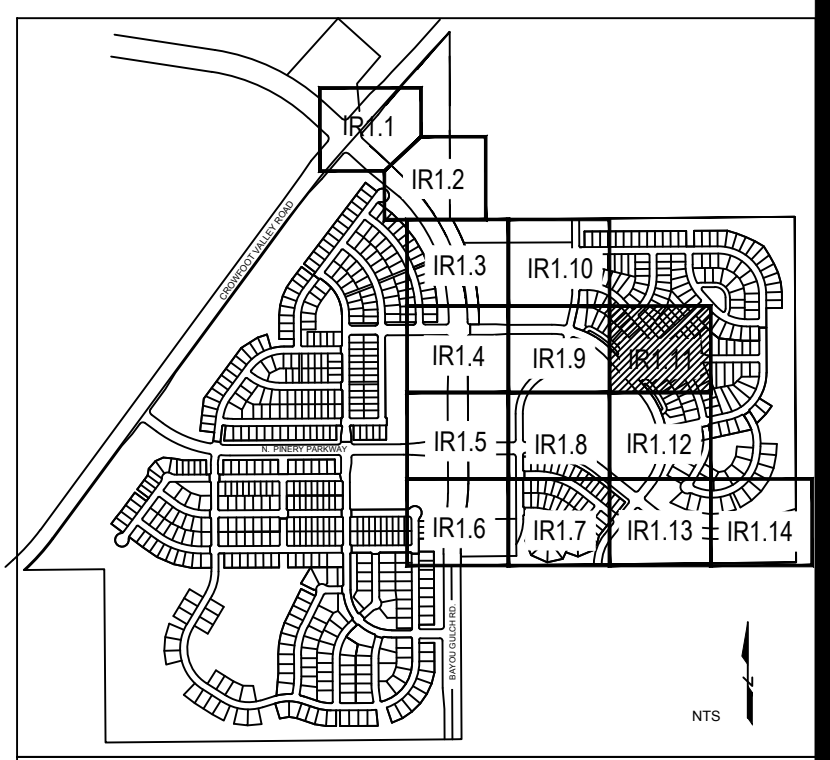 IR1.1
IR1.2
CROWFOOT VALLEY ROAD
IR1.3
IR1.10
IR1.4
IR1.9
IR1.11
N. PINERY PARKWAY
IR1.5
IR1.8
IR1.12
IR1.6
IR1.7
IR1.13
IR1.14
BAYOU GULCH RD.
NTS
N